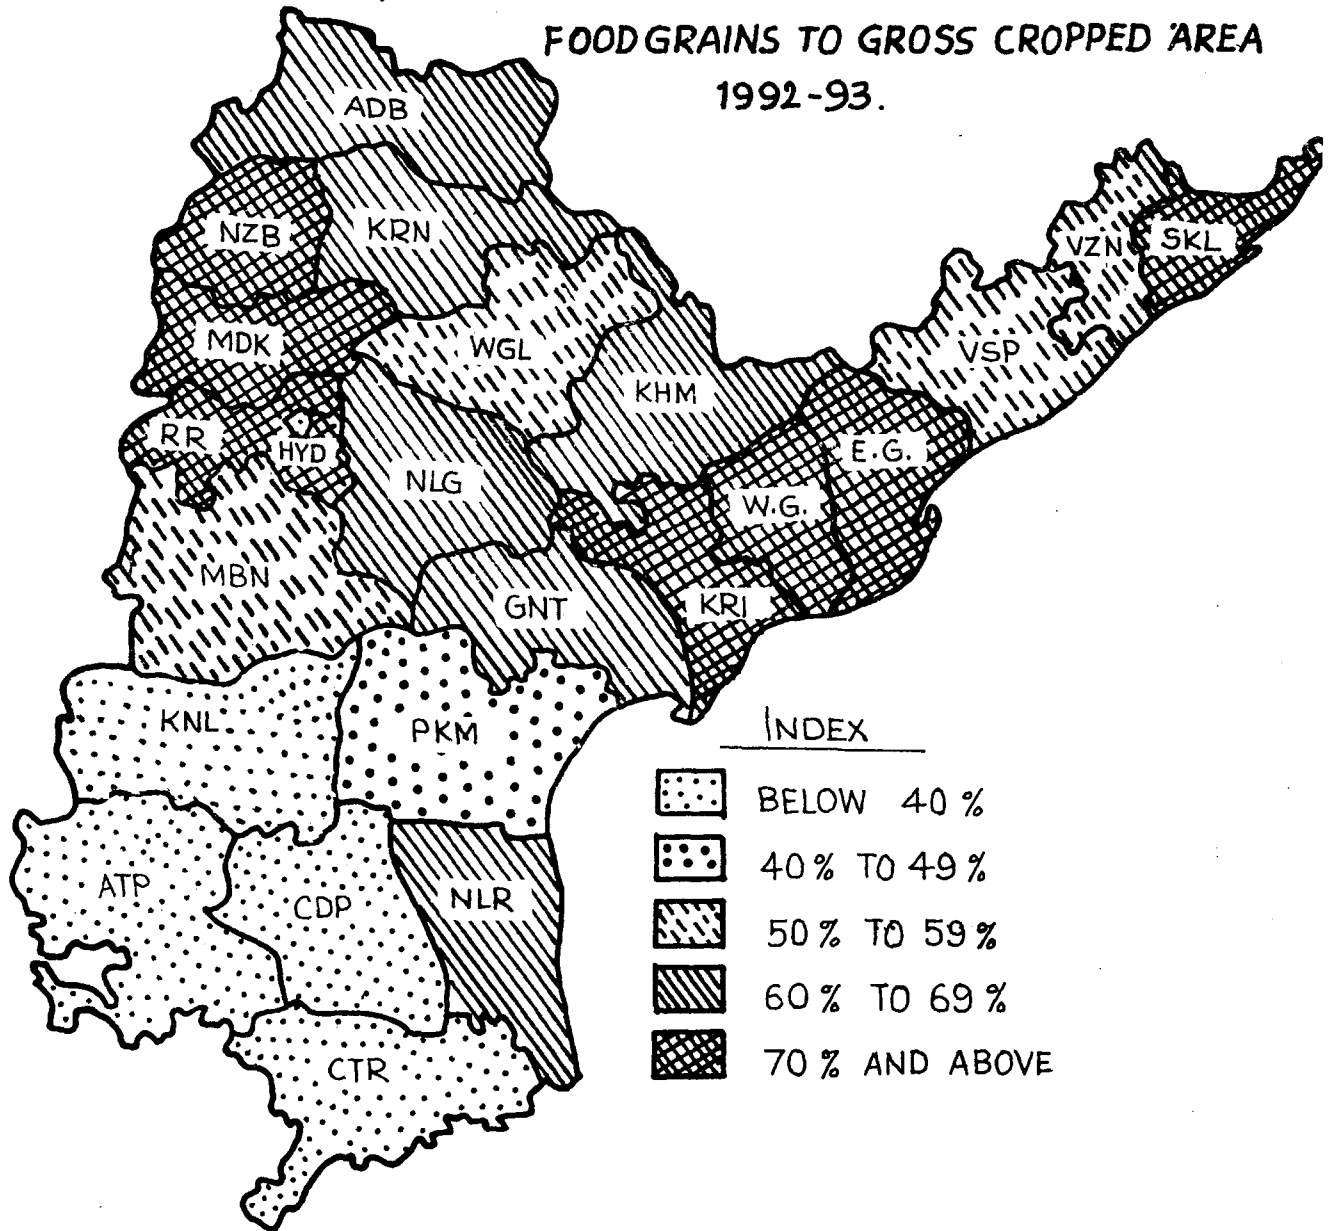 FOODGRAINS TO GROSS CROPPED AREA
1992-93.
ADB
NZB
KRN
VZN
SKL
MDK
WGL
VSP
KHM
RR
HYD
E.G.
NLG
W.G.
MBN
GNT
KRI
KNL
PKM
INDEX
BELOW 40%
40% TO 49%
ATP
CDP
NLR
50% TO 59%
60% TO 69%
70% AND ABOVE
CTR